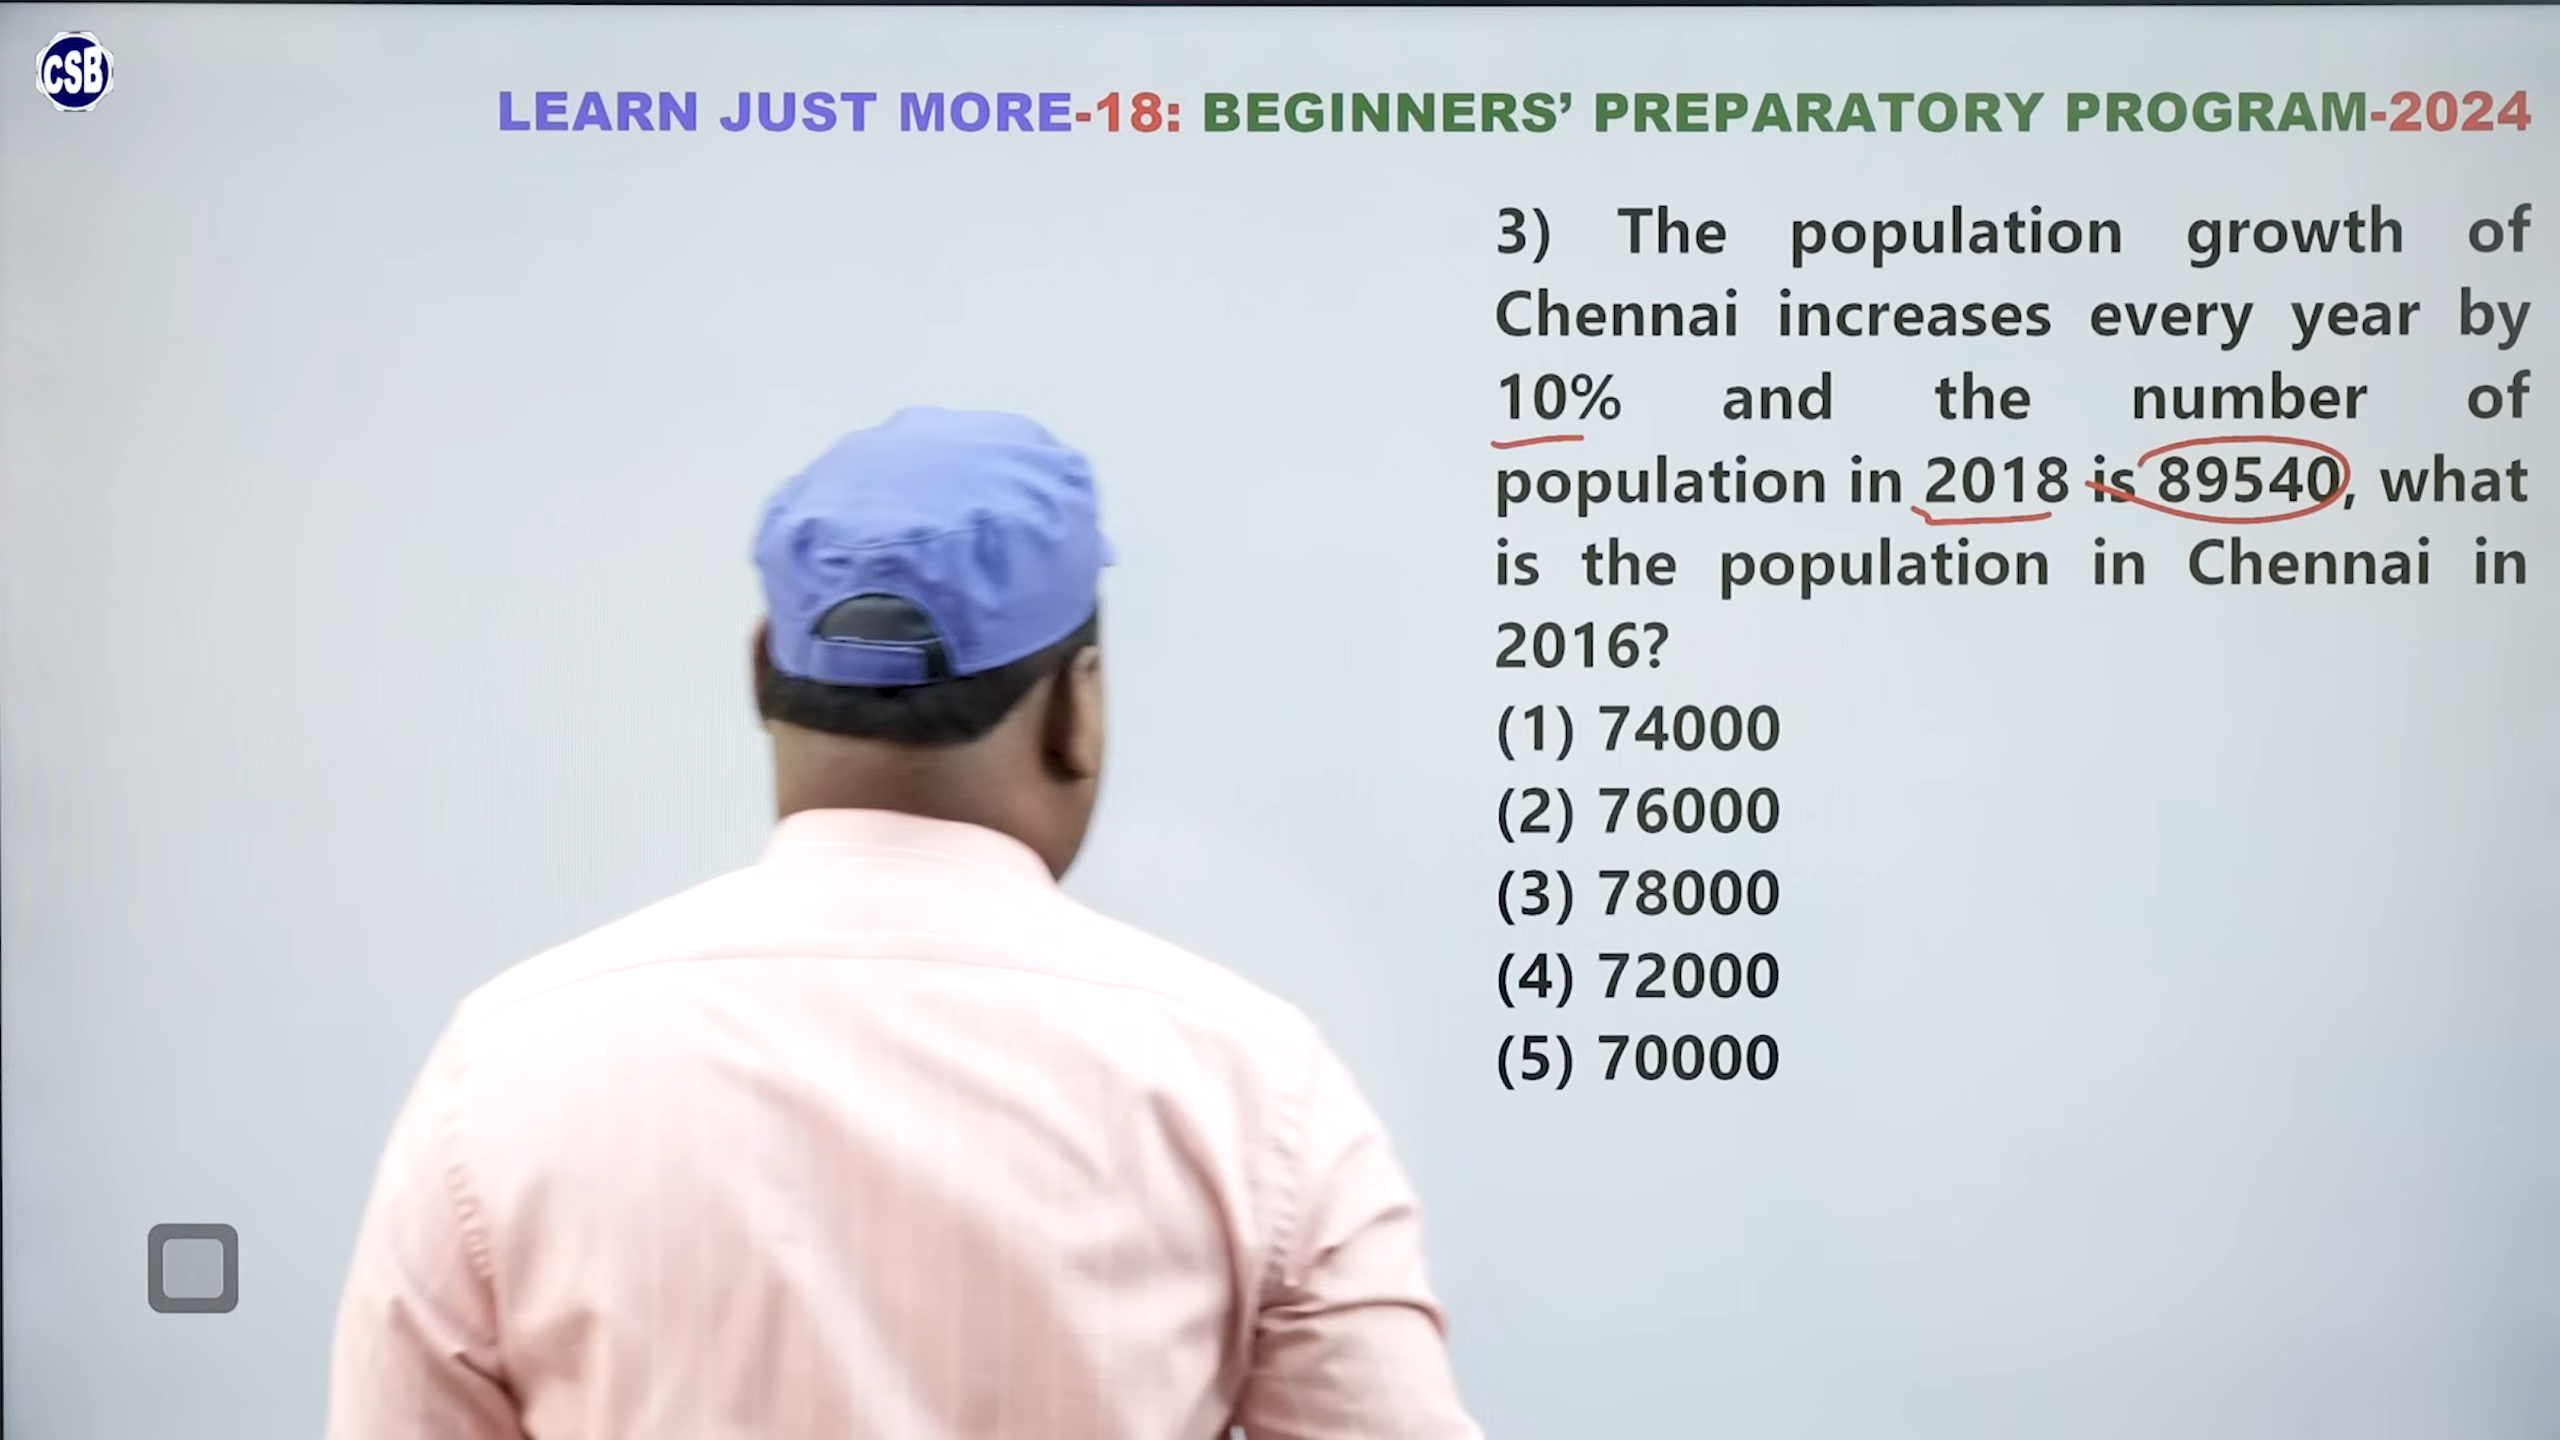 CSB
LEARN JUST MORE-18: BEGINNERS’ PREPARATORY PROGRAM-2024
3) The population growth of
Chennai increases every year by
10% and the number of
population in 2018 is 89540, what
is the population in Chennai in
2016?
(1) 74000
(2) 76000
(3) 78000
(4) 72000
(5) 70000